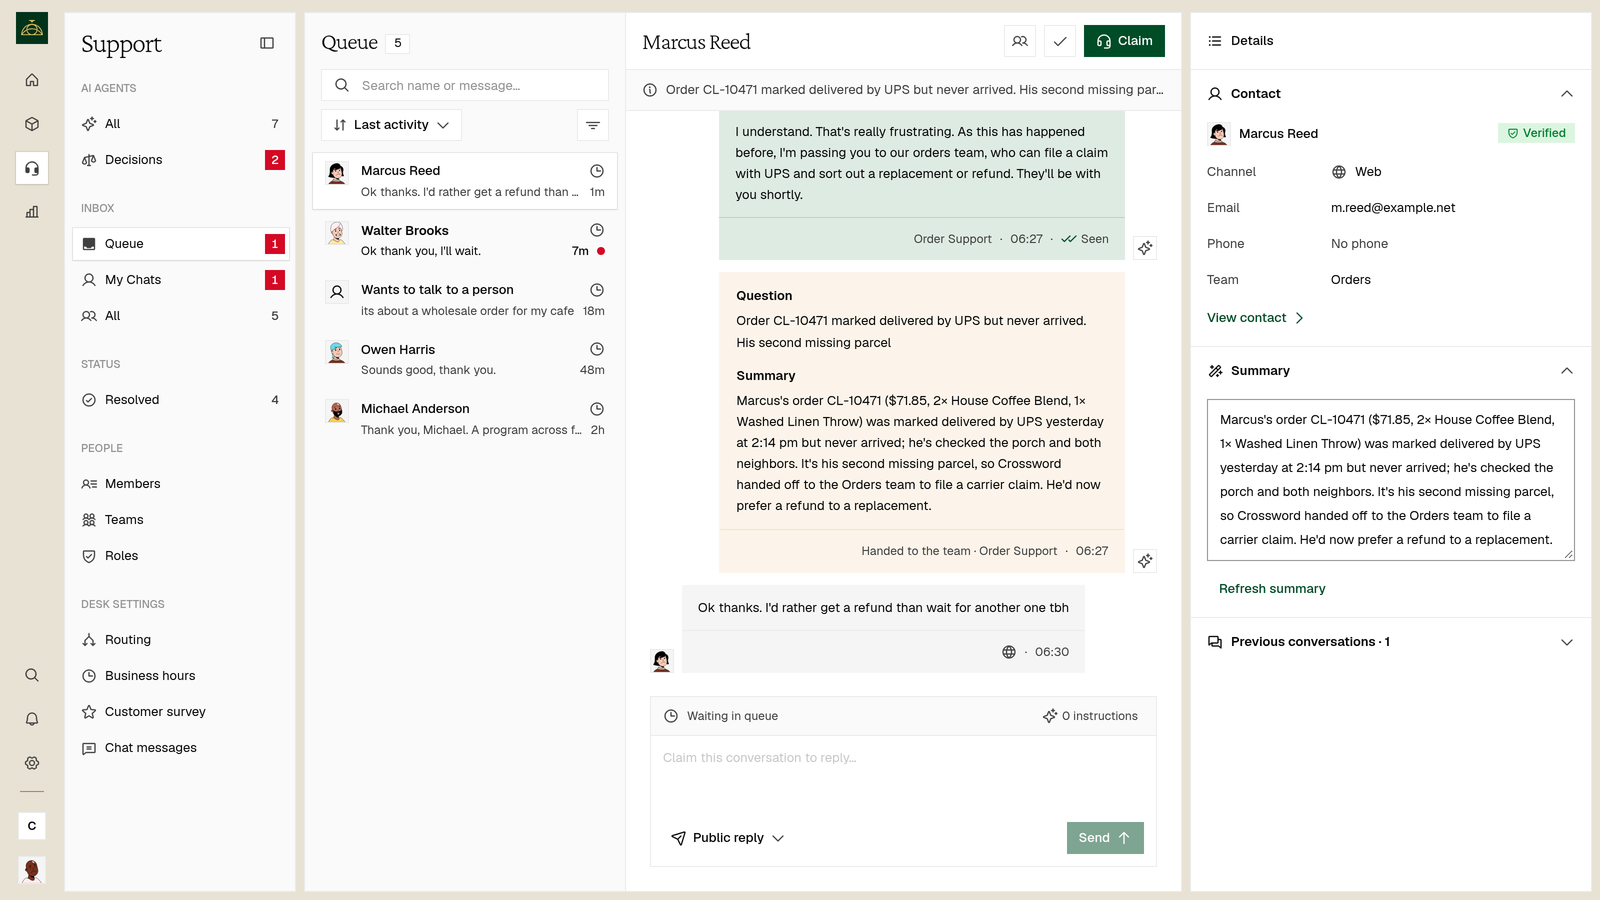 Support
AI AGENTS
All 7
Decisions 2
INBOX
Queue 1
My Chats 1
All 5
STATUS
Resolved 4
PEOPLE
Members
Teams
Roles
DESK SETTINGS
Routing
Business hours
Customer survey
Chat messages
C
Queue 5
Search name or message...
Last activity
Marcus Reed
Ok thanks. I'd rather get a refund than ... 1m
Walter Brooks
Ok thank you, I'll wait. 7m
Wants to talk to a person
its about a wholesale order for my cafe 18m
Owen Harris
Sounds good, thank you. 48m
Michael Anderson
Thank you, Michael. A program across f... 2h
Marcus Reed
Claim
Order CL-10471 marked delivered by UPS but never arrived. His second missing par...
I understand. That's really frustrating. As this has happened
before, I'm passing you to our orders team, who can file a claim
with UPS and sort out a replacement or refund. They'll be with
you shortly.
Order Support · 06:27 · Seen
Question
Order CL-10471 marked delivered by UPS but never arrived.
His second missing parcel
Summary
Marcus's order CL-10471 ($71.85, 2× House Coffee Blend, 1×
Washed Linen Throw) was marked delivered by UPS yesterday
at 2:14 pm but never arrived; he's checked the porch and both
neighbors. It's his second missing parcel, so Crossword
handed off to the Orders team to file a carrier claim. He'd now
prefer a refund to a replacement.
Handed to the team · Order Support · 06:27
Ok thanks. I'd rather get a refund than wait for another one tbh
· 06:30
Waiting in queue
0 instructions
Claim this conversation to reply...
Public reply
Send
Details
Contact
Marcus Reed
Verified
Channel Web
Email m.reed@example.net
Phone No phone
Team Orders
View contact
Summary
Marcus's order CL-10471 ($71.85, 2× House Coffee Blend,
1× Washed Linen Throw) was marked delivered by UPS
yesterday at 2:14 pm but never arrived; he's checked the
porch and both neighbors. It's his second missing parcel,
so Crossword handed off to the Orders team to file a
carrier claim. He'd now prefer a refund to a replacement.
Refresh summary
Previous conversations · 1